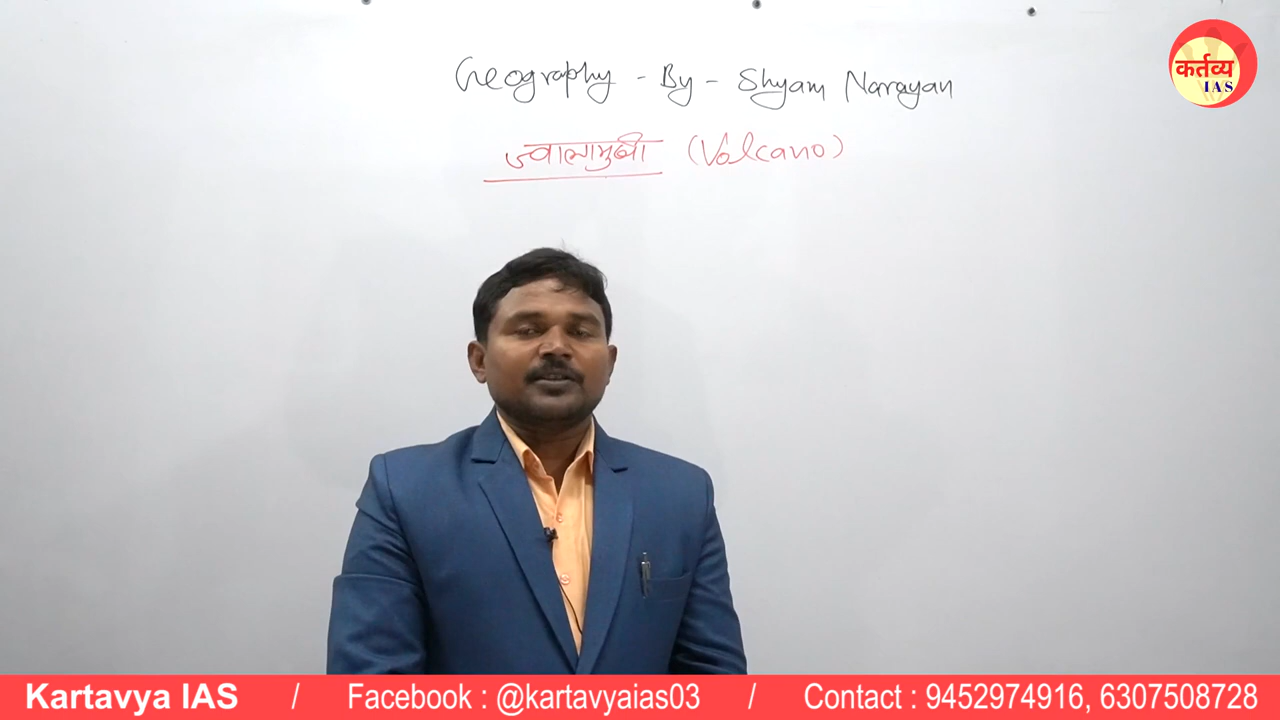 Geography - By - Shyam Narayan
ज्वालामुखी (Volcano)
कर्तव्य
IAS
Kartavya IAS / Facebook : @kartavyaias03 / Contact : 9452974916, 6307508728